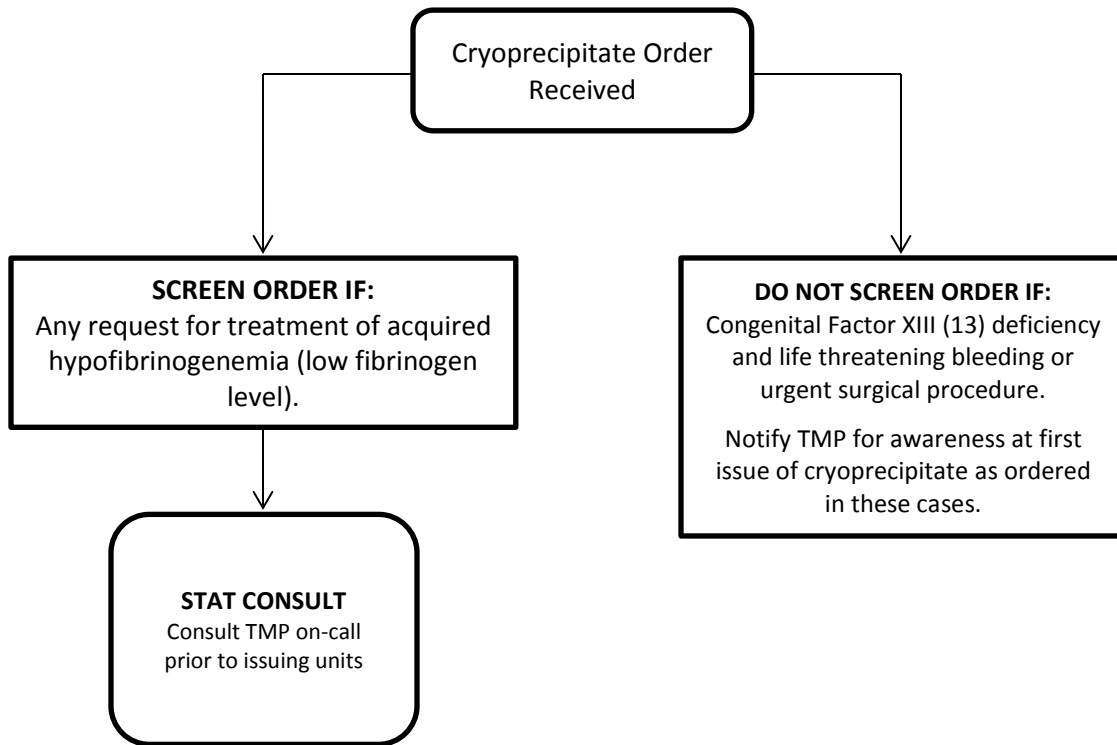 Cryoprecipitate Order
Received
SCREEN ORDER IF:
Any request for treatment of acquired
hypofibrinogenemia (low fibrinogen
level).
DO NOT SCREEN ORDER IF:
Congenital Factor XIII (13) deficiency
and life threatening bleeding or
urgent surgical procedure.
Notify TMP for awareness at first
issue of cryoprecipitate as ordered
in these cases.
STAT CONSULT
Consult TMP on-call
prior to issuing units